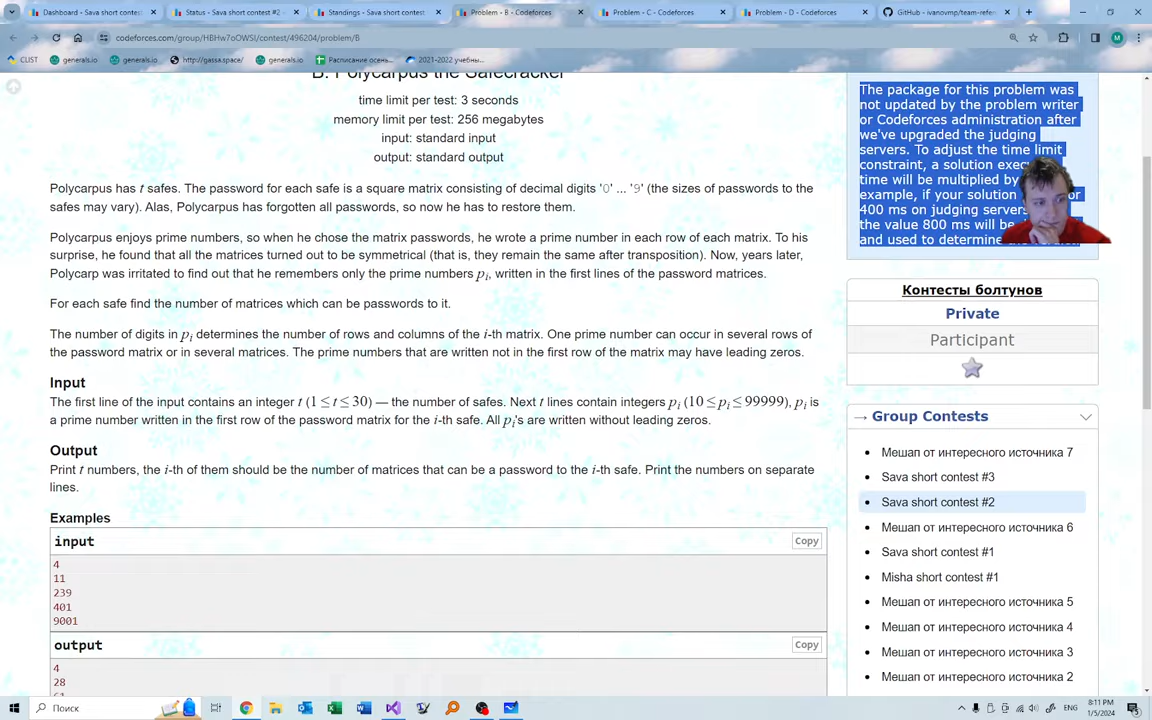 Dashboard - Sava short contest
Status - Sava short contest #2 -
Standings - Sava short contest
Problem - B - Codeforces
Problem - C - Codeforces
Problem - D - Codeforces
GitHub - ivanovmp/team-refe
codeforces.com/group/HBHw7oOWSI/contest/496204/problem/B
CLIST
generals.io
generals.io
http://gassa.space/
generals.io
Расписание осень...
2021-2022 учебны...
B. Polycarpus the Safecracker
time limit per test: 3 seconds
memory limit per test: 256 megabytes
input: standard input
output: standard output
Polycarpus has t safes. The password for each safe is a square matrix consisting of decimal digits '0' ... '9' (the sizes of passwords to the
safes may vary). Alas, Polycarpus has forgotten all passwords, so now he has to restore them.
Polycarpus enjoys prime numbers, so when he chose the matrix passwords, he wrote a prime number in each row of each matrix. To his
surprise, he found that all the matrices turned out to be symmetrical (that is, they remain the same after transposition). Now, years later,
Polycarp was irritated to find out that he remembers only the prime numbers pi, written in the first lines of the password matrices.
For each safe find the number of matrices which can be passwords to it.
The number of digits in pi determines the number of rows and columns of the i-th matrix. One prime number can occur in several rows of
the password matrix or in several matrices. The prime numbers that are written not in the first row of the matrix may have leading zeros.
Input
The first line of the input contains an integer t (1 ≤ t ≤ 30) — the number of safes. Next t lines contain integers pi (10 ≤ pi ≤ 99999), pi is
a prime number written in the first row of the password matrix for the i-th safe. All pi's are written without leading zeros.
Output
Print t numbers, the i-th of them should be the number of matrices that can be a password to the i-th safe. Print the numbers on separate
lines.
Examples
input
Copy
4
11
239
401
9001
output
Copy
4
28
61
The package for this problem was
not updated by the problem writer
or Codeforces administration after
we've upgraded the judging
servers. To adjust the time limit
constraint, a solution
time will be multiplied by
example, if your solution
400 ms on judging servers
the value 800 ms will be
and used to determine
Контесты болтунов
Private
Participant
→ Group Contests
Мешап от интересного источника 7
Sava short contest #3
Sava short contest #2
Мешап от интересного источника 6
Sava short contest #1
Misha short contest #1
Мешап от интересного источника 5
Мешап от интересного источника 4
Мешап от интересного источника 3
Мешап от интересного источника 2
Поиск
ENG
8:11 PM
1/5/2024